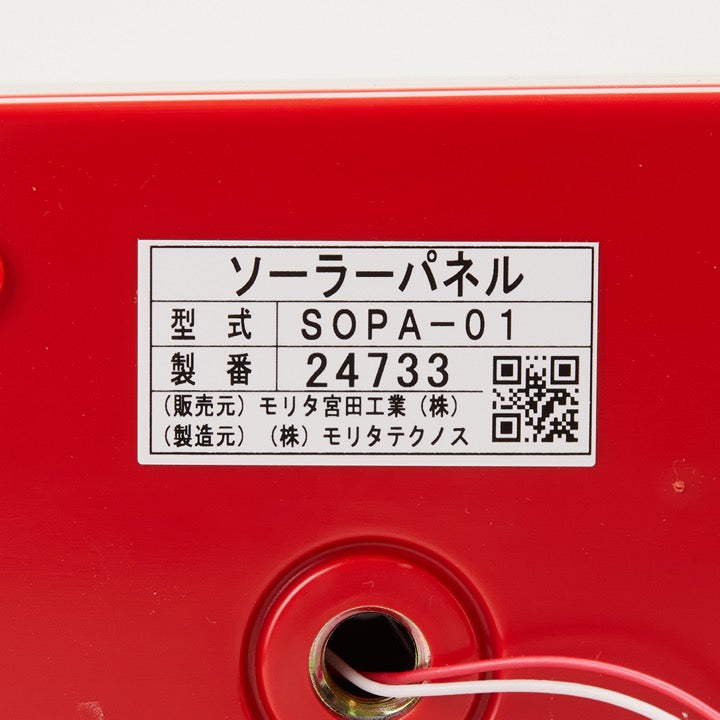 ソーラーパネル
型 式 SOPA-01
製 番 24733
(販売元) モリタ宮田工業 (株)
(製造元) (株) モリタテクノス